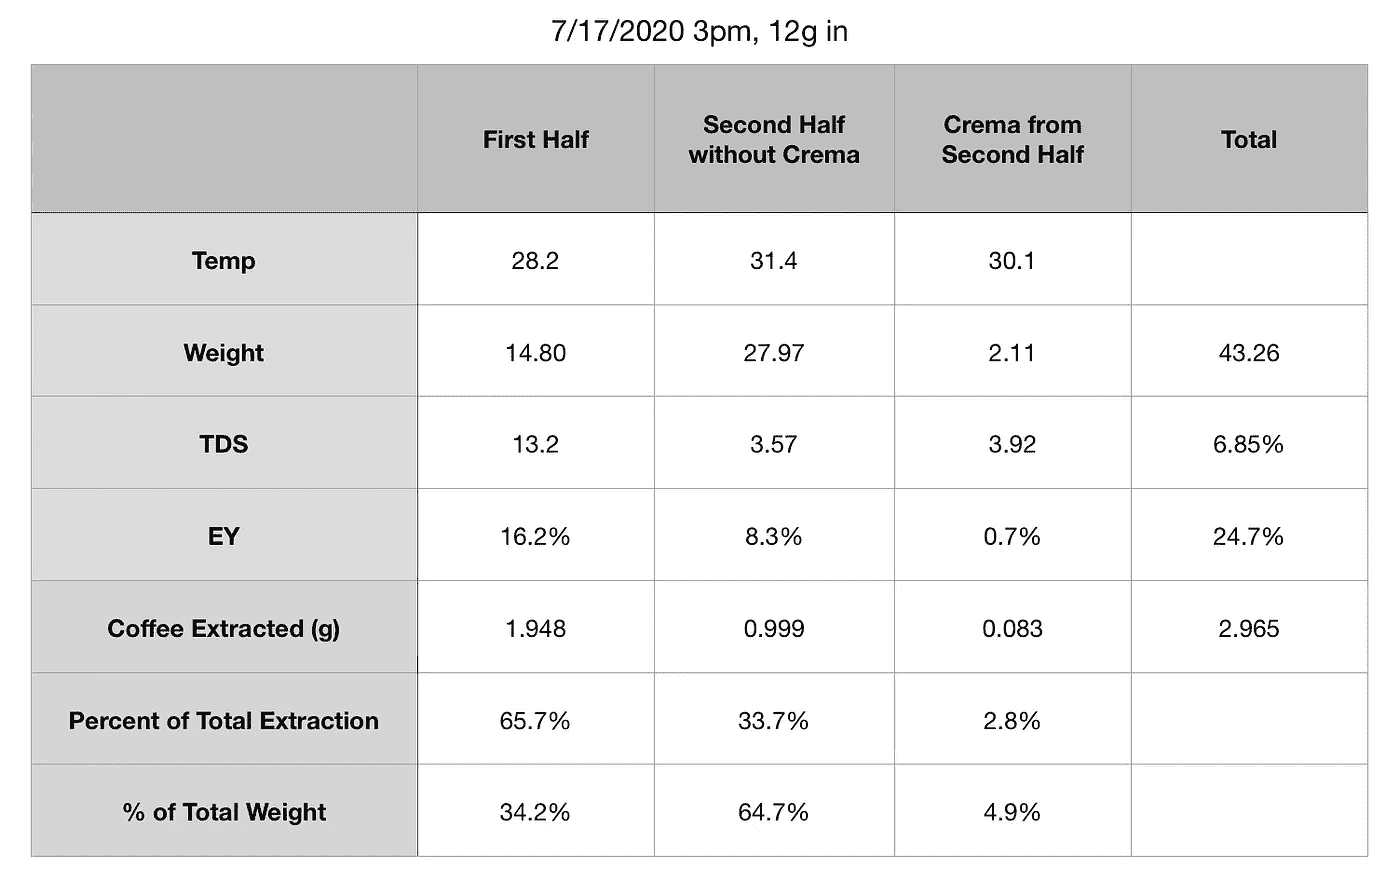 7/17/2020 3pm, 12g in
First Half
Second Half
without Crema
Crema from
Second Half
Total
Temp 28.2 31.4 30.1
Weight 14.80 27.97 2.11 43.26
TDS 13.2 3.57 3.92 6.85%
EY 16.2% 8.3% 0.7% 24.7%
Coffee Extracted (g) 1.948 0.999 0.083 2.965
Percent of Total Extraction 65.7% 33.7% 2.8%
% of Total Weight 34.2% 64.7% 4.9%